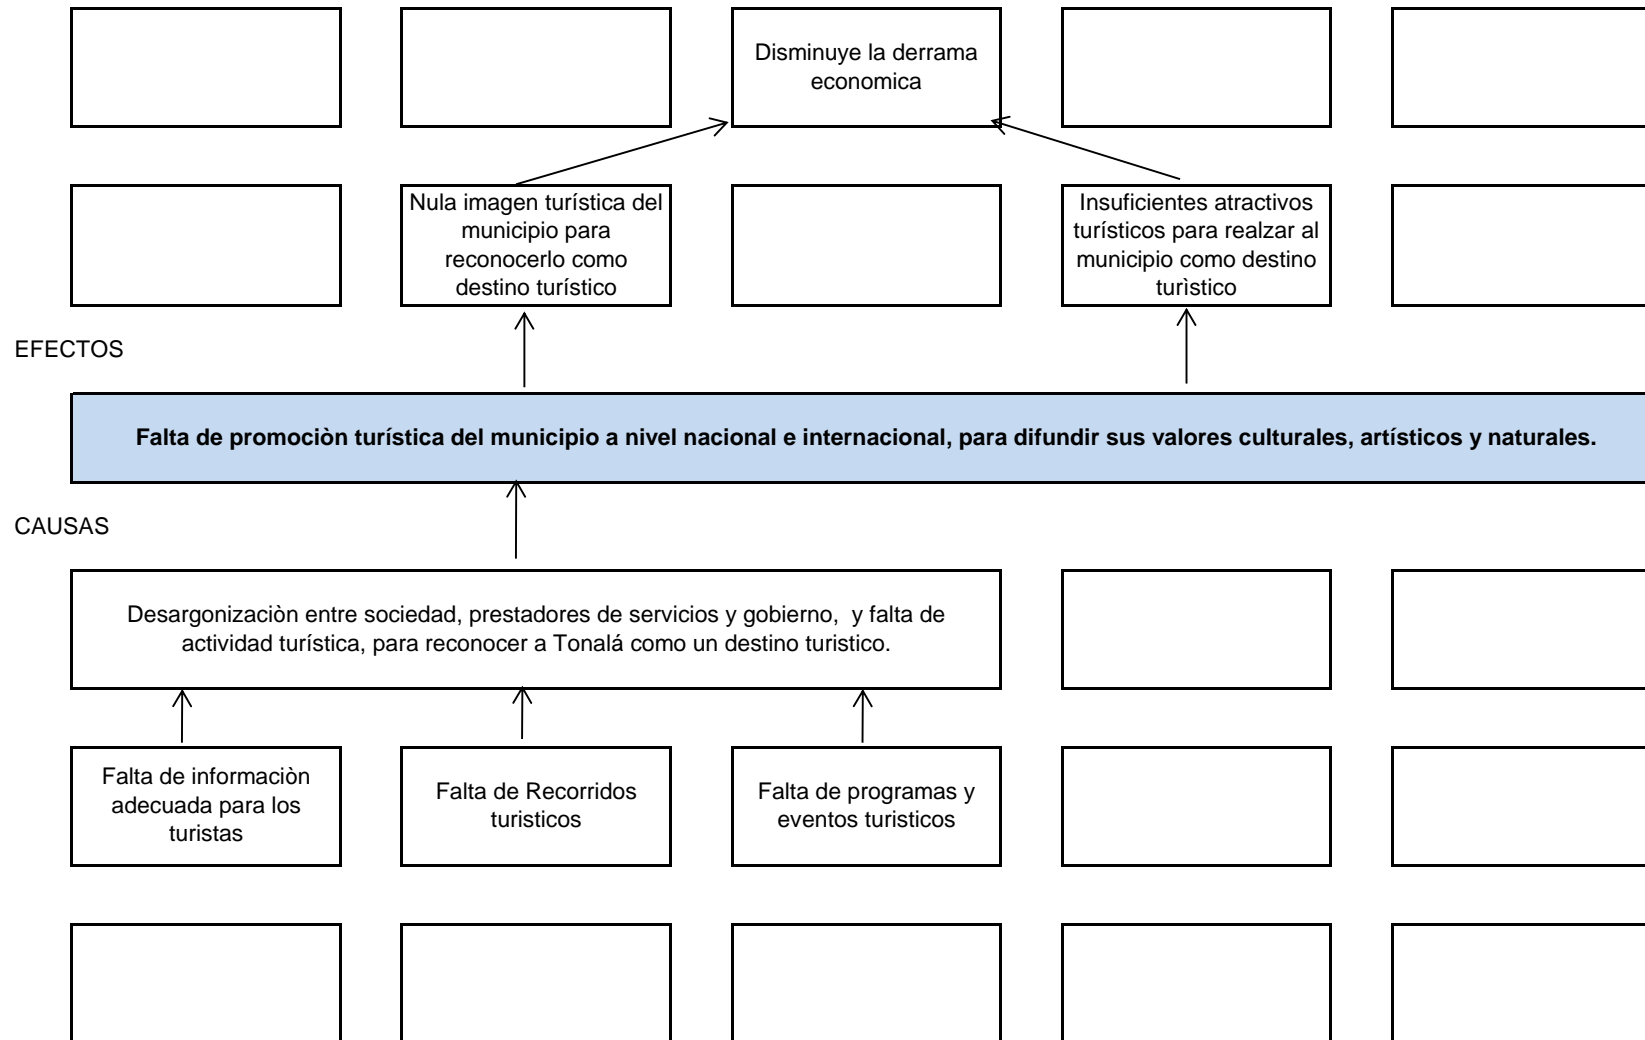 Disminuye la derrama
economica
Nula imagen turística del
municipio para
reconocerlo como
destino turístico
Insuficientes atractivos
turísticos para realzar al
municipio como destino
turìstico
EFECTOS
Falta de promociòn turística del municipio a nivel nacional e internacional, para difundir sus valores culturales, artísticos y naturales.
CAUSAS
Desargonizaciòn entre sociedad, prestadores de servicios y gobierno,  y falta de
actividad turística, para reconocer a Tonalá como un destino turistico.
Falta de informaciòn
adecuada para los
turistas
Falta de Recorridos
turisticos
Falta de programas y
eventos turisticos